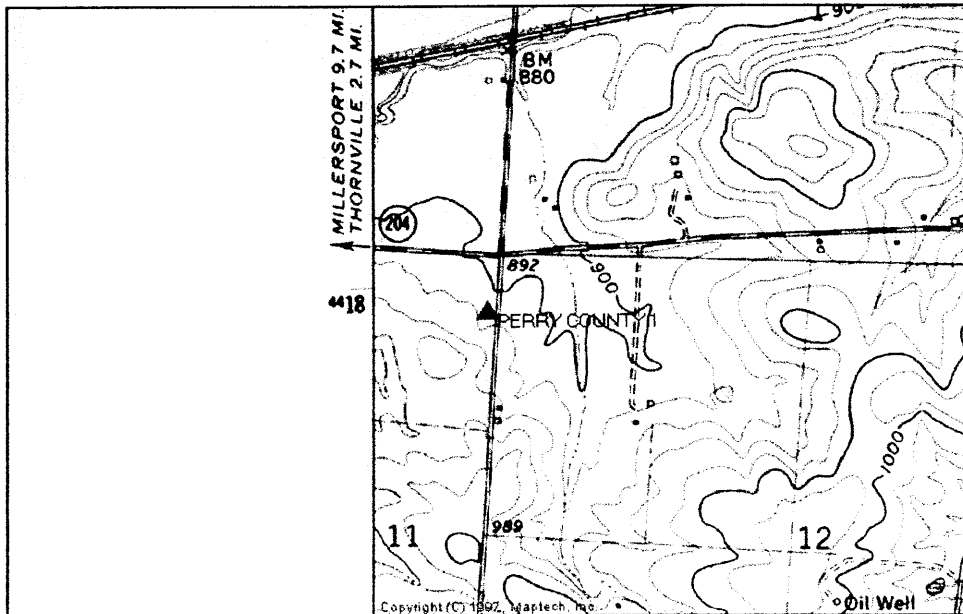 900
BM
880
MILLERSPORT 9.7 MI.
THORNVILLE 2.7 MI.
204
892
900
4418
PERRY COUNTY 1
1000
11
989
12
Copyright (C) 1997, Maptech, Inc.
Oil Well